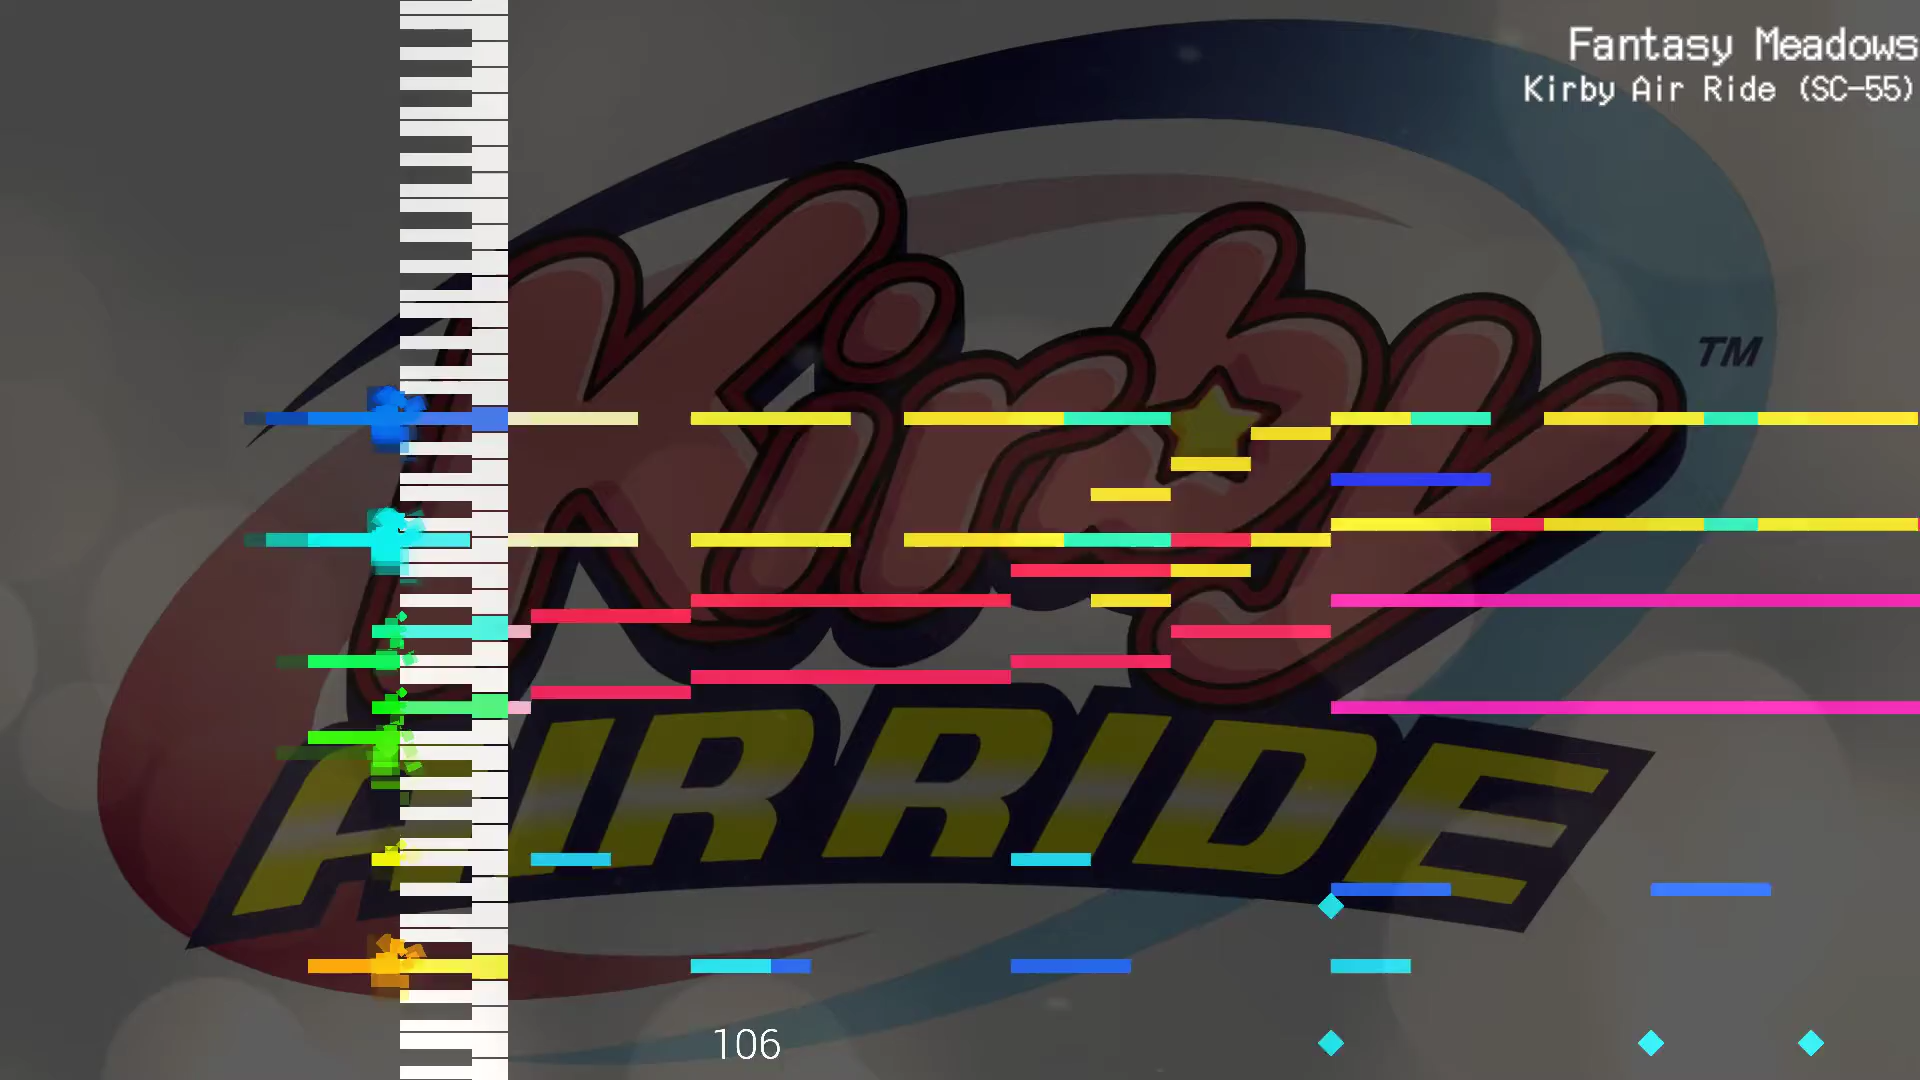 Fantasy Meadows
Kirby Air Ride (SC-55)
Kirby
TM
AIR RIDE
106